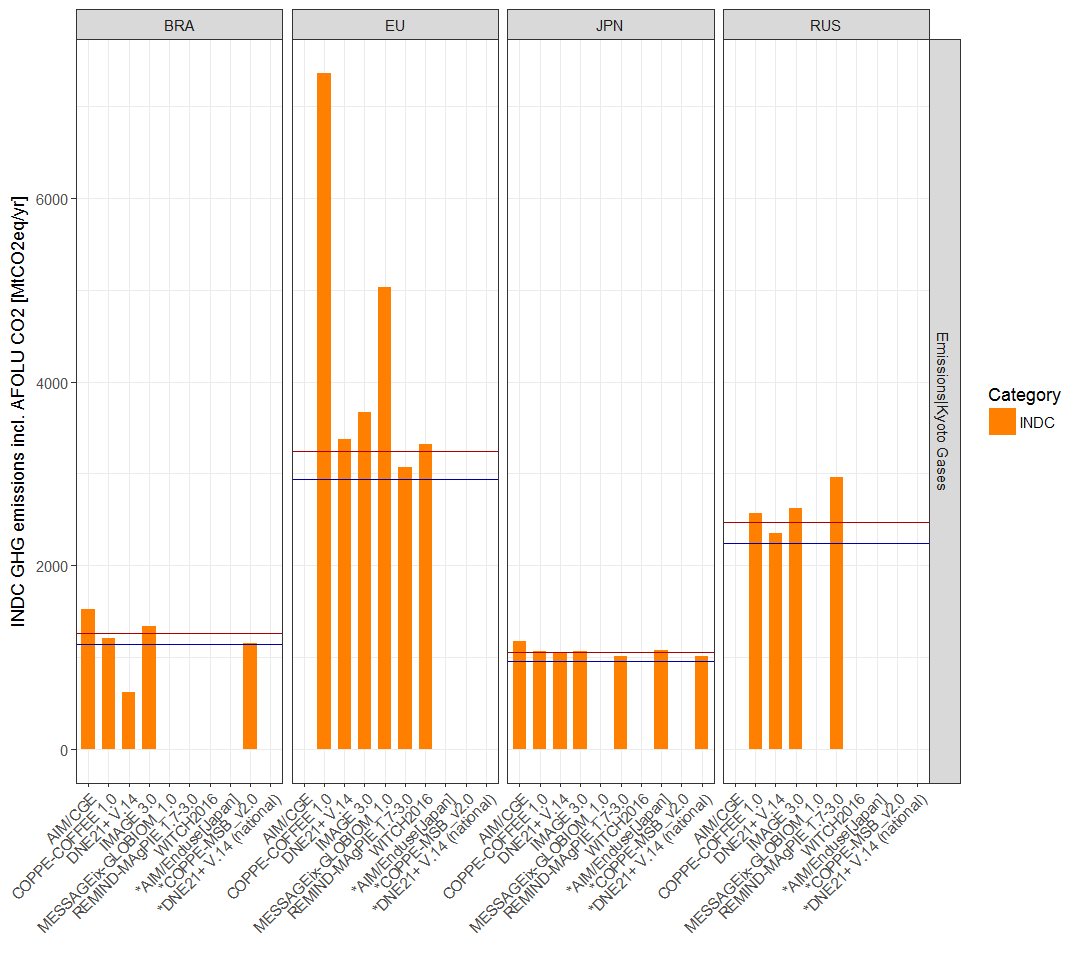 BRA
EU
JPN
RUS
INDC GHG emissions incl. AFOLU CO2 [MtCO2eq/yr]
6000
4000
2000
0
Emissions|Kyoto Gases
Category
INDC
AIM/CGE
COPPE-COFFEE 1.0
DNE21+ V.14
IMAGE 3.0
MESSAGEix-GLOBIOM_1.0
REMIND-MAgPIE 1.7-3.0
WITCH2016
*AIM/Enduse[Japan]
*COPPE-MSB_v2.0
*DNE21+ V.14 (national)
AIM/CGE
COPPE-COFFEE 1.0
DNE21+ V.14
IMAGE 3.0
MESSAGEix-GLOBIOM_1.0
REMIND-MAgPIE 1.7-3.0
WITCH2016
*AIM/Enduse[Japan]
*COPPE-MSB_v2.0
*DNE21+ V.14 (national)
AIM/CGE
COPPE-COFFEE 1.0
DNE21+ V.14
IMAGE 3.0
MESSAGEix-GLOBIOM_1.0
REMIND-MAgPIE 1.7-3.0
WITCH2016
*AIM/Enduse[Japan]
*COPPE-MSB_v2.0
*DNE21+ V.14 (national)
AIM/CGE
COPPE-COFFEE 1.0
DNE21+ V.14
IMAGE 3.0
MESSAGEix-GLOBIOM_1.0
REMIND-MAgPIE 1.7-3.0
WITCH2016
*AIM/Enduse[Japan]
*COPPE-MSB_v2.0
*DNE21+ V.14 (national)